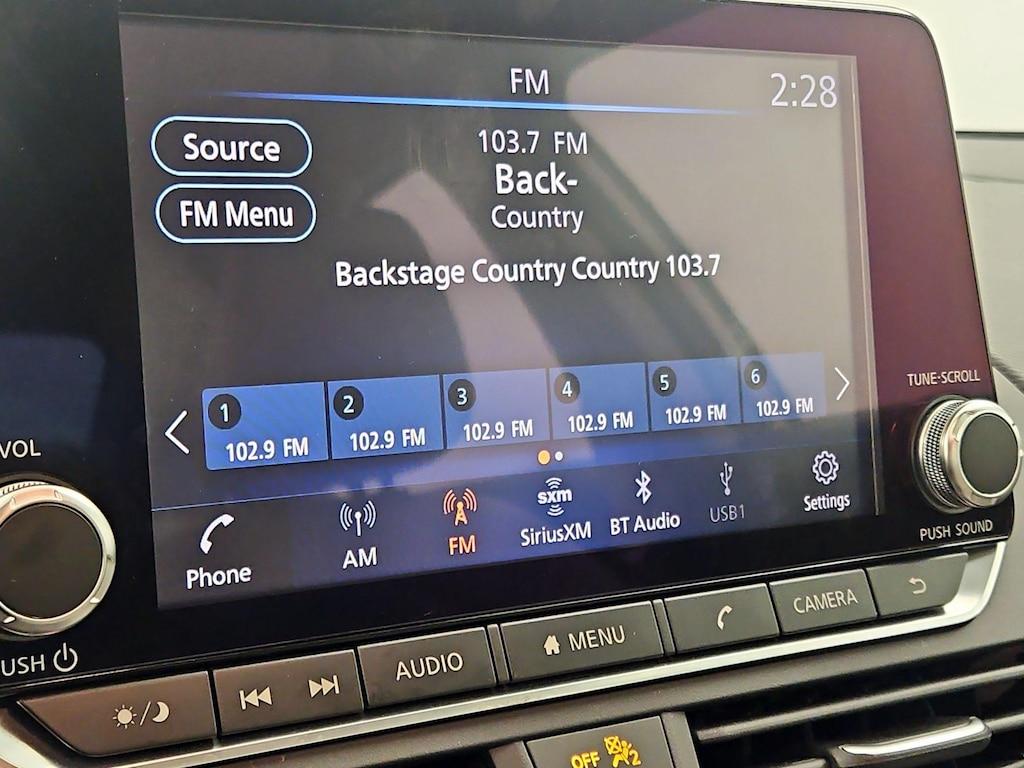 FM
2:28
Source
103.7 FM
Back-
FM Menu
Country
Backstage Country Country 103.7
1 2 3 4 5 6
102.9 FM 102.9 FM 102.9 FM 102.9 FM 102.9 FM 102.9 FM
TUNE·SCROLL
VOL
Phone
AM
FM
sxm
SiriusXM
BT Audio
USB1
Settings
PUSH SOUND
USH
AUDIO
MENU
CAMERA
OFF
2